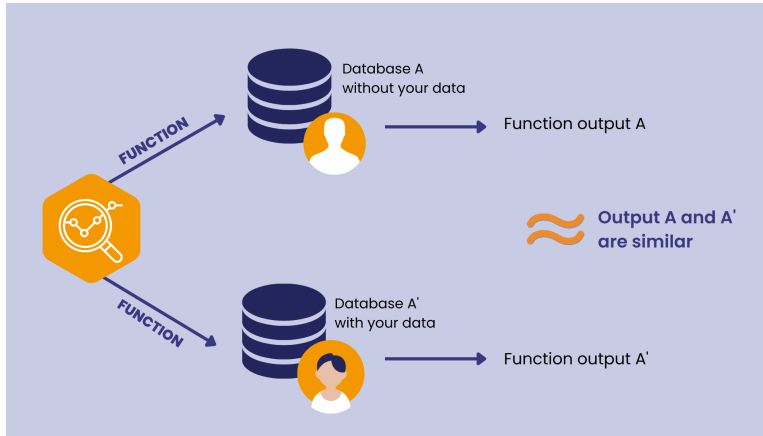 FUNCTION
Database A
without your data
Function output A
Output A and A'
are similar
FUNCTION
Database A'
with your data
Function output A'